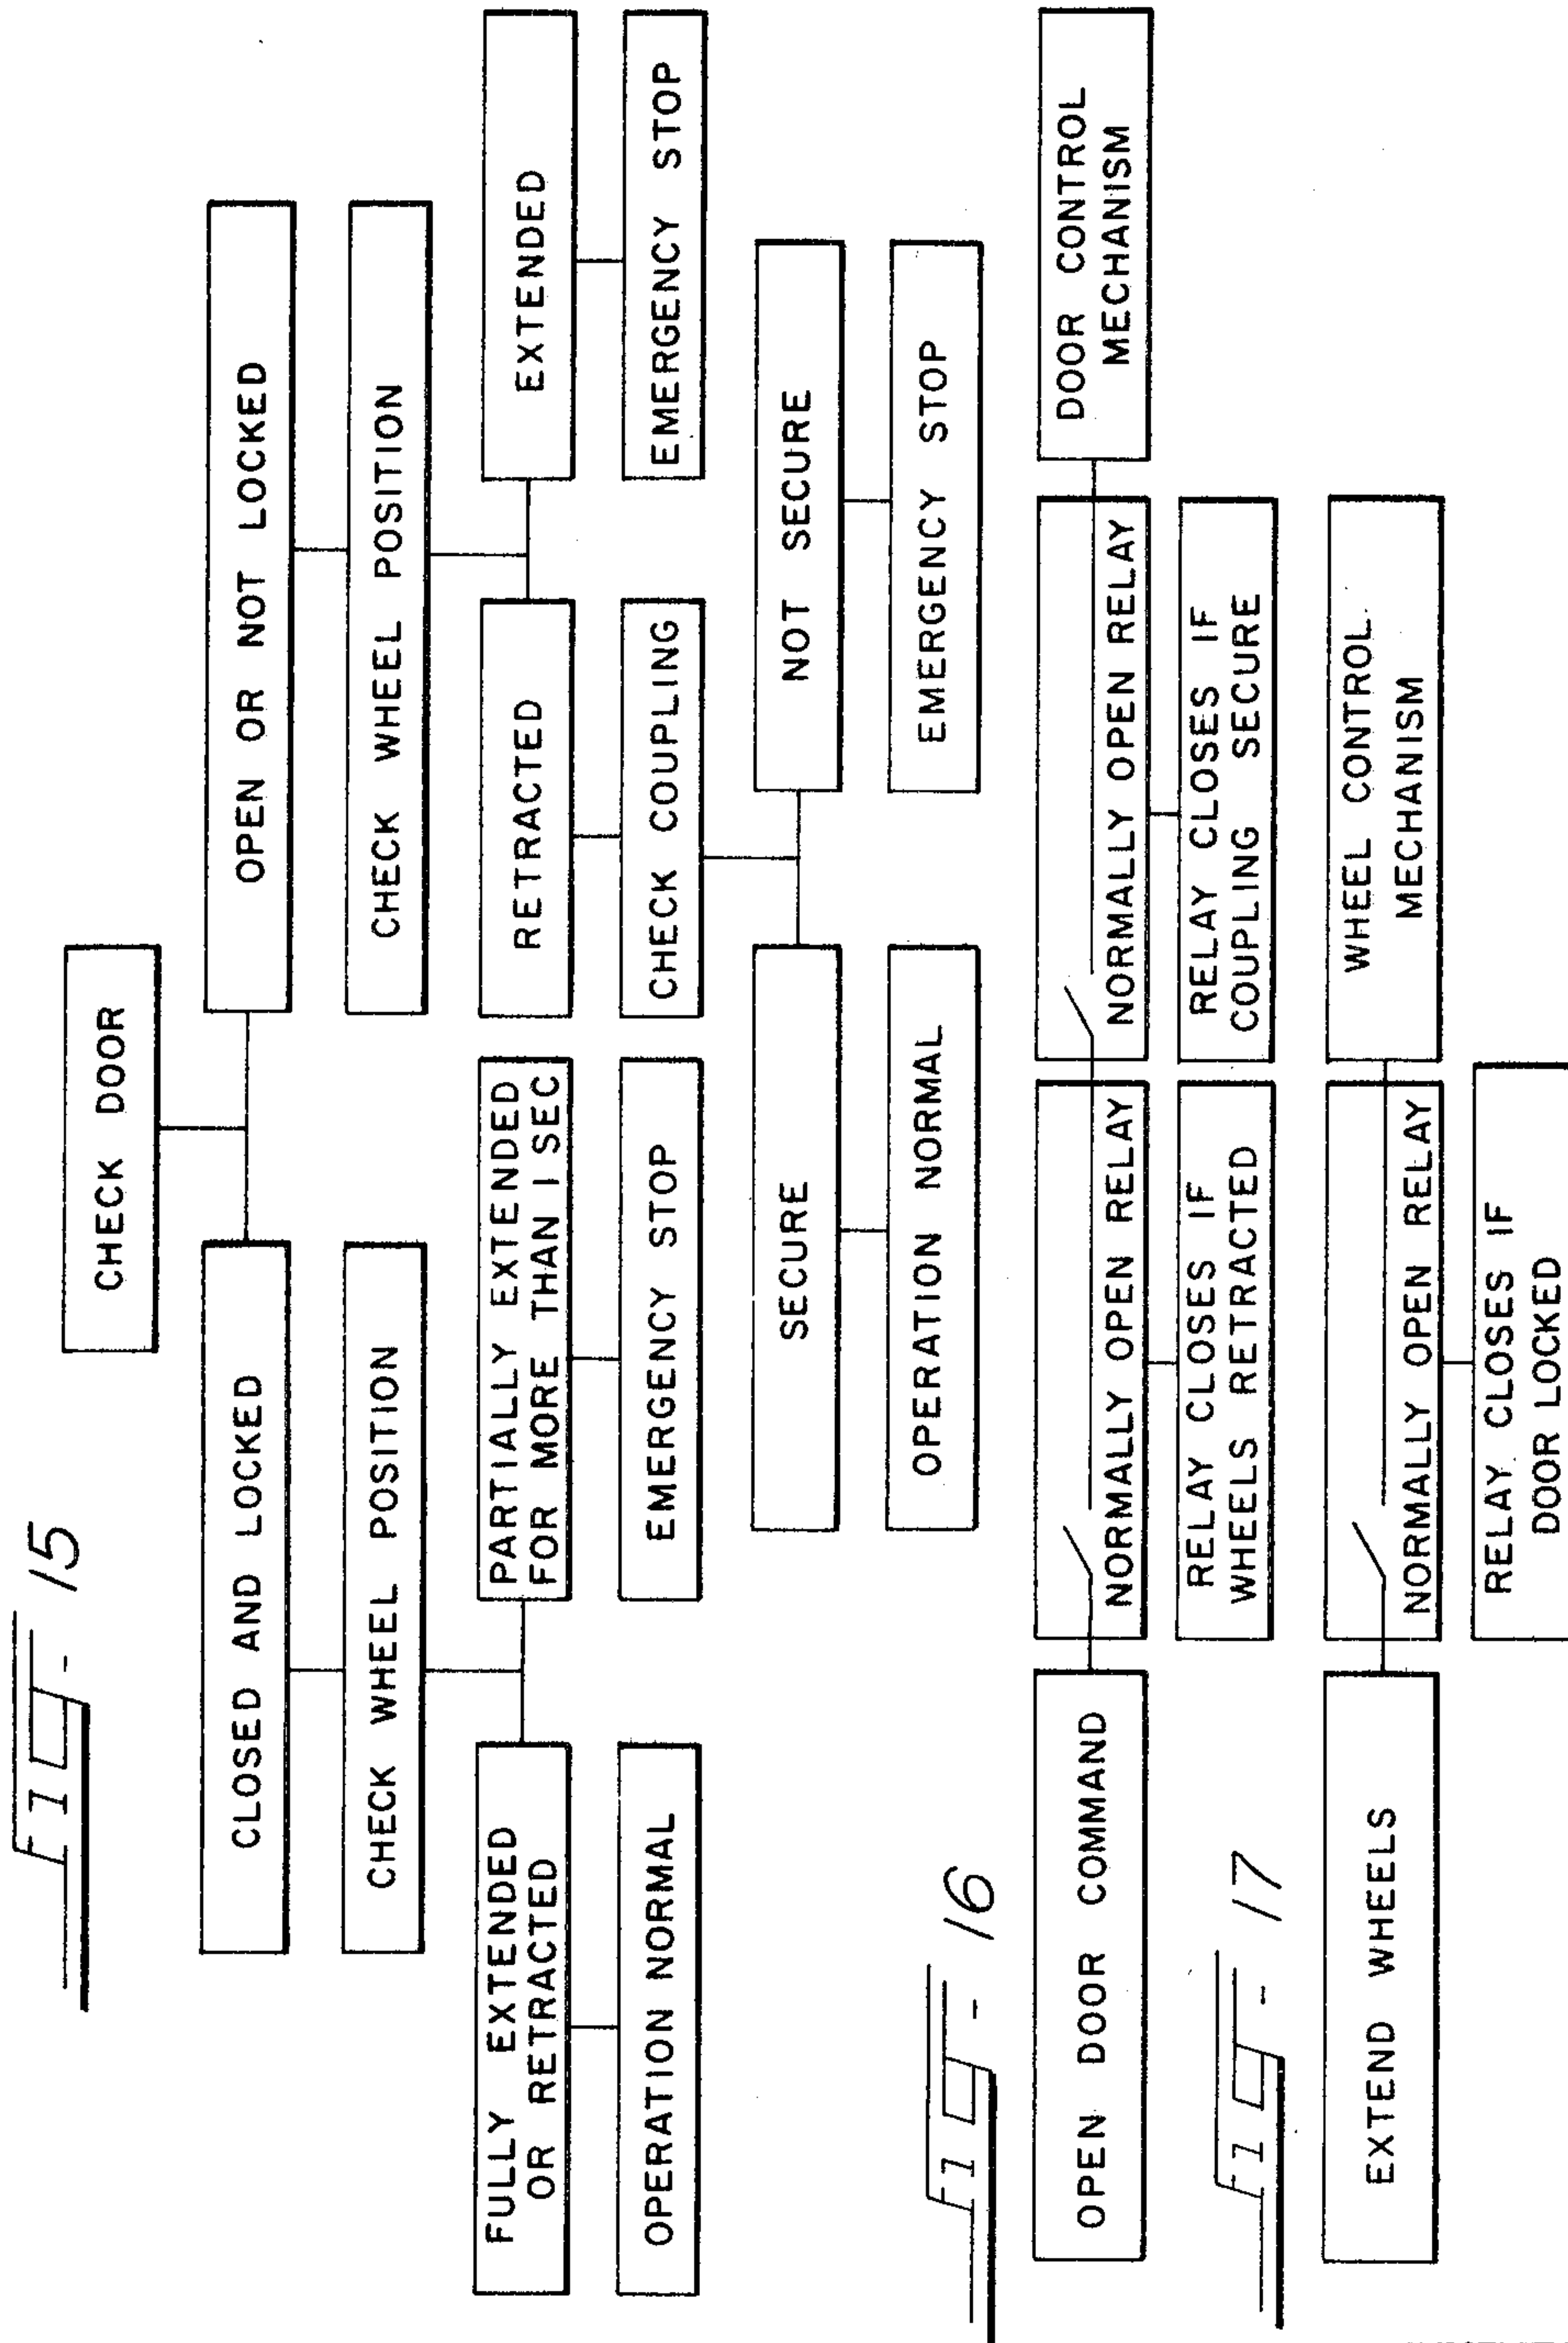 FIG-15
CHECK DOOR
CLOSED AND LOCKED
OPEN OR NOT LOCKED
CHECK WHEEL POSITION
CHECK WHEEL POSITION
FULLY EXTENDED
OR RETRACTED
PARTIALLY EXTENDED
FOR MORE THAN 1 SEC
RETRACTED
EXTENDED
OPERATION NORMAL
EMERGENCY STOP
CHECK COUPLING
EMERGENCY STOP
SECURE
NOT SECURE
OPERATION NORMAL
EMERGENCY STOP
FIG-16
OPEN DOOR COMMAND
NORMALLY OPEN RELAY
NORMALLY OPEN RELAY
DOOR CONTROL
MECHANISM
RELAY CLOSES IF
WHEELS RETRACTED
RELAY CLOSES IF
COUPLING SECURE
FIG-17
EXTEND WHEELS
NORMALLY OPEN RELAY
WHEEL CONTROL
MECHANISM
RELAY CLOSES IF
DOOR LOCKED